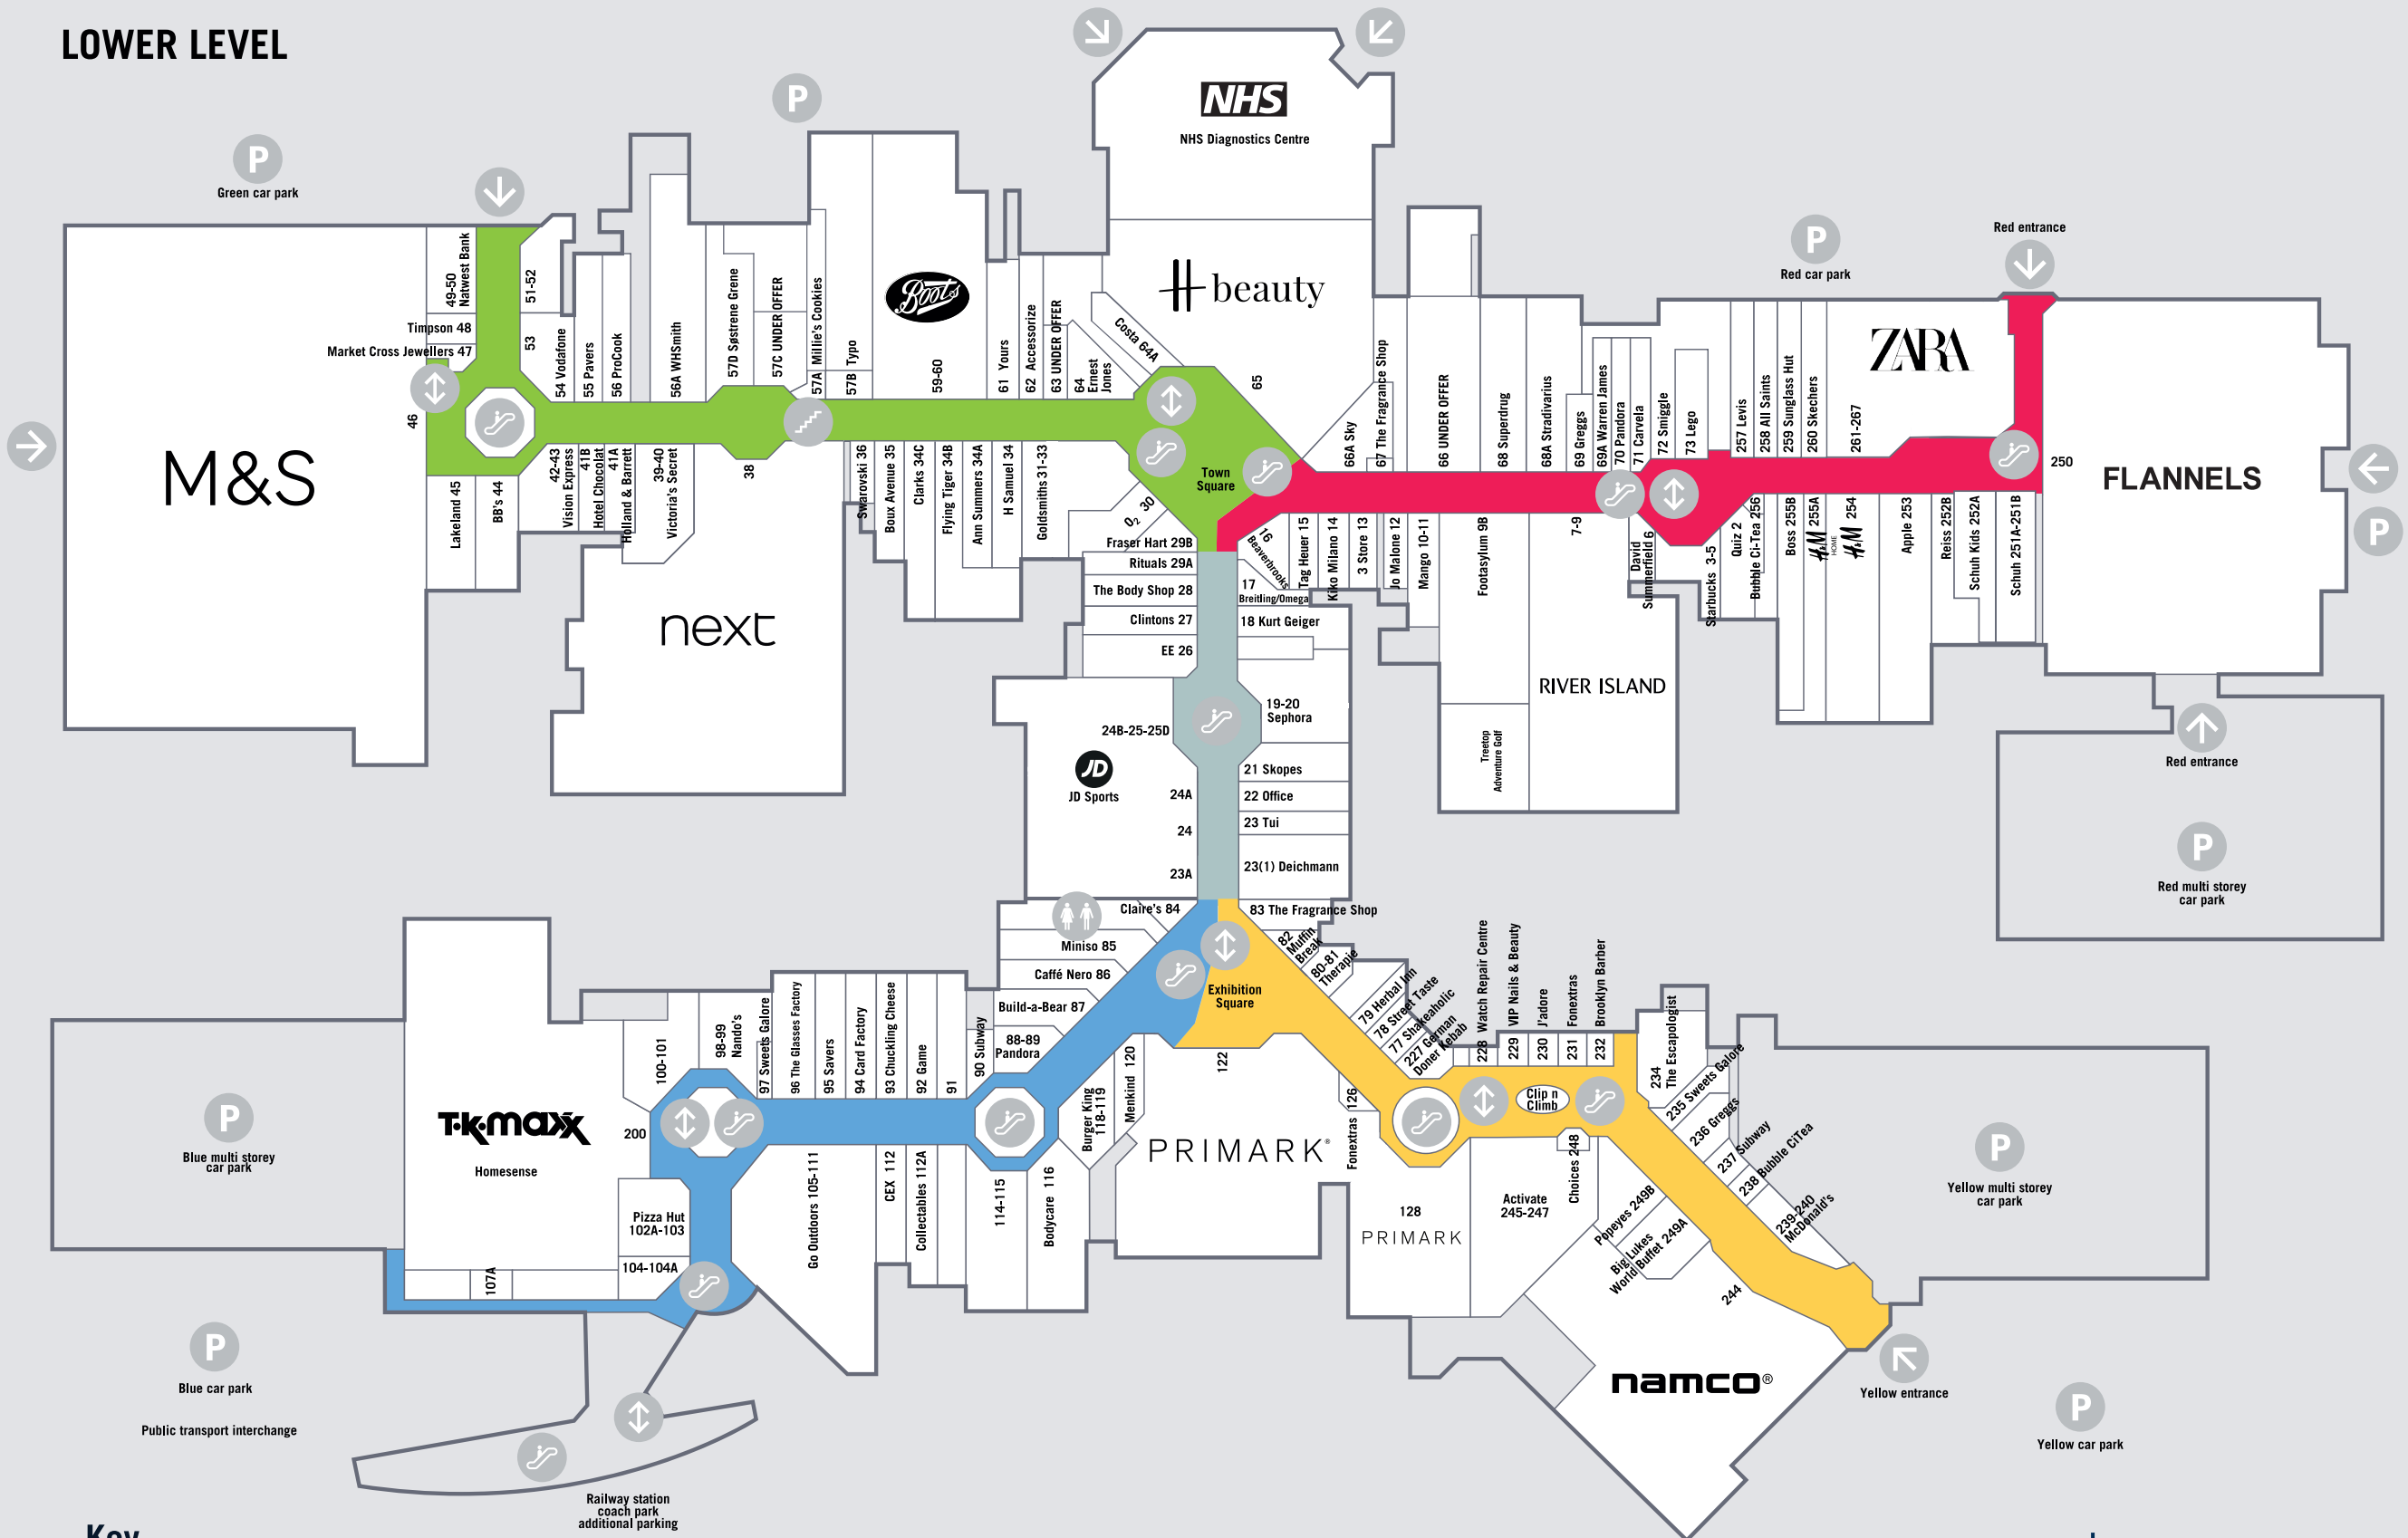 LOWER LEVEL
P
Green car park
P
NHS
NHS Diagnostics Centre
Red entrance
P
Red car park
M&S
49-50
Natwest Bank
Timpson 48
Market Cross Jewellers 47
46
51-52
53
54 Vodafone
55 Pavers
56 ProCook
56A WHSmith
57D Søstrene Grene
57C UNDER OFFER
57A Millie's Cookies
57B Typo
Boots
59-60
61 Yours
62 Accessorize
63 UNDER OFFER
64
Ernest
Jones
Costa 64A
H beauty
65
66A Sky
67 The Fragrance Shop
66 UNDER OFFER
68 Superdrug
68A Stradivarius
69 Greggs
69A Warren James
70 Pandora
71 Carvela
72 Smiggle
73 Lego
257 Levis
258 All Saints
259 Sunglass Hut
260 Skechers
261-267
ZARA
250
FLANNELS
P
Lakeland 45
BB's 44
42-43
Vision Express
41B
Hotel Chocolat
41A
Holland & Barrett
39-40
Victoria's Secret
38
next
Swarovski 36
Boux Avenue 35
Clarks 34C
Flying Tiger 34B
Ann Summers 34A
H Samuel 34
Goldsmiths 31-33
O2 30
Fraser Hart 29B
Rituals 29A
The Body Shop 28
Clintons 27
EE 26
Town
Square
16
Beaverbrooks
Tag Heuer 15
Kiko Milano 14
3 Store 13
Jo Malone 12
Mango 10-11
Footasylum 9B
7-9
David
Summerfield 6
Starbucks 3-5
Quiz 2
Bubble Ci-Tea 256
Boss 255B
H&M HOME 255A
H&M 254
Apple 253
Reiss 252B
Schuh Kids 252A
Schuh 251A-251B
17
Breitling/Omega
18 Kurt Geiger
19-20
Sephora
21 Skopes
22 Office
23 Tui
23(1) Deichmann
RIVER ISLAND
Treetop
Adventure Golf
24B-25-25D
JD
JD Sports
24A
24
23A
Red entrance
P
Red multi storey
car park
Claire's 84
Miniso 85
Caffé Nero 86
Build-a-Bear 87
88-89
Pandora
90 Subway
91
92 Game
93 Chuckling Cheese
94 Card Factory
95 Savers
96 The Glasses Factory
97 Sweets Galore
98-99
Nando's
100-101
T·K·maxx
Homesense
200
P
Blue multi storey
car park
Pizza Hut
102A-103
104-104A
107A
Go Outdoors 105-111
CEX 112
Collectables 112A
114-115
Bodycare 116
Burger King
118-119
Menkind 120
122
PRIMARK
Exhibition
Square
83 The Fragrance Shop
82
Muffin
Break
80-81
Therapie
79 Herbal Inn
78 Street Taste
77 Shakeaholic
227 German
Doner Kebab
228 Watch Repair Centre
229 VIP Nails & Beauty
230 J'adore
231 Fonextras
232 Brooklyn Barber
Clip n
Climb
234
The Escapologist
235 Sweets Galore
236 Greggs
237 Subway
238 Bubble CiTea
239-240
McDonald's
Fonextras 126
128
PRIMARK
Activate
245-247
Choices 248
Popeyes 249B
Big Lukes
World Buffet 249A
244
namco®
P
Yellow multi storey
car park
Yellow entrance
P
Yellow car park
P
Blue car park
Public transport interchange
Railway station
coach park
additional parking
Key